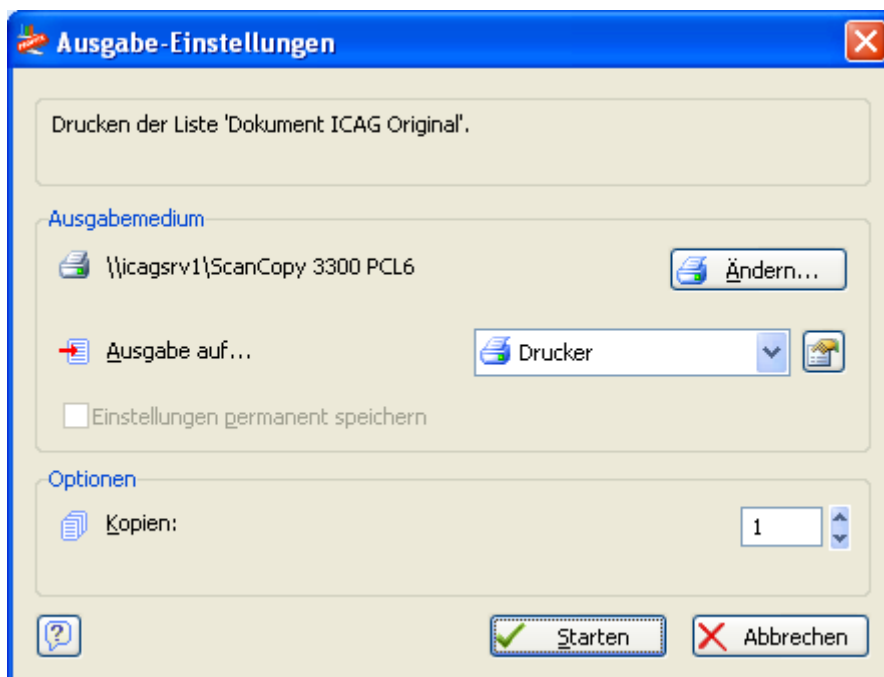 Ausgabe-Einstellungen
Drucken der Liste 'Dokument ICAG Original'.
Ausgabemedium
\\icagsrv1\ScanCopy 3300 PCL6
Ändern...
Ausgabe auf...
Drucker
Einstellungen permanent speichern
Optionen
Kopien:
1
Starten
Abbrechen